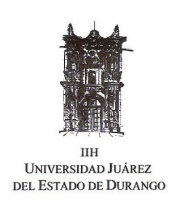 IIH
UNIVERSIDAD JUÁREZ
DEL ESTADO DE DURANGO